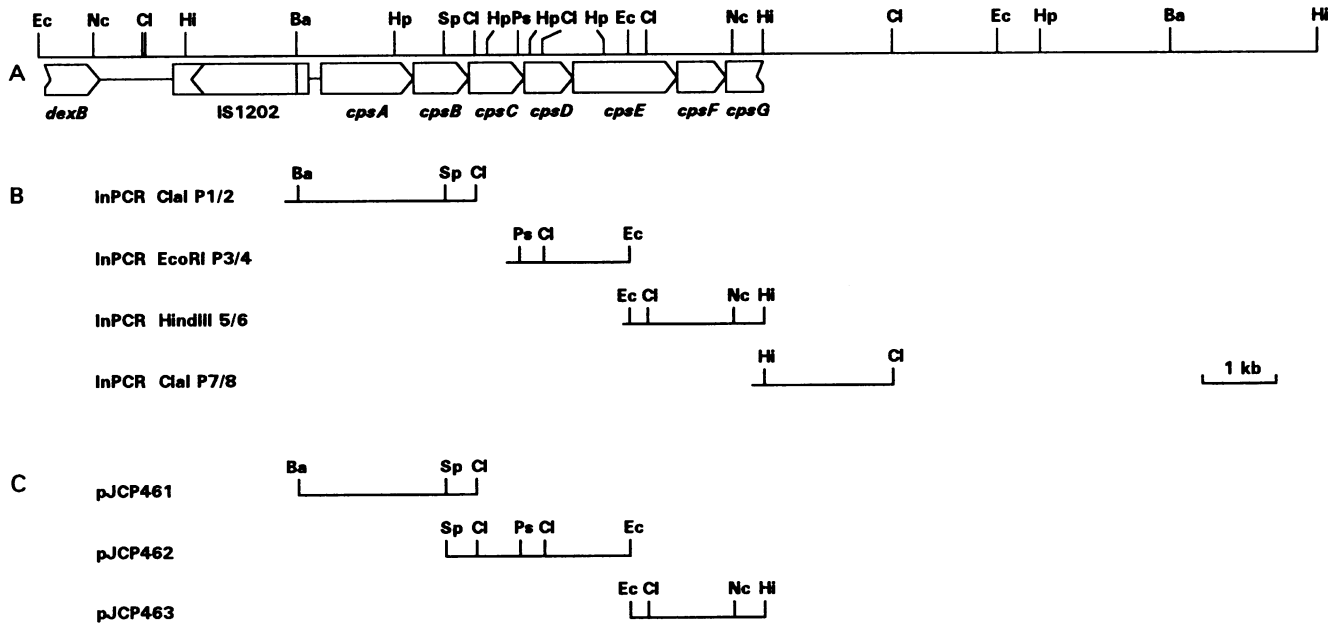 Ec Nc Cl Hi Ba Hp Sp Cl Hp Ps Hp Cl Hp Ec Cl Nc Hi Cl Ec Hp Ba Hi
A
dexB IS1202 cpsA cpsB cpsC cpsD cpsE cpsF cpsG
Ba Sp Cl
B InPCR ClaI P1/2
Ps Cl Ec
InPCR EcoRI P3/4
Ec Cl Nc Hi
InPCR HindIII 5/6
Hi Cl
InPCR ClaI P7/8
1 kb
Ba Sp Cl
C pJCP461
Sp Cl Ps Cl Ec
pJCP462
Ec Cl Nc Hi
pJCP463